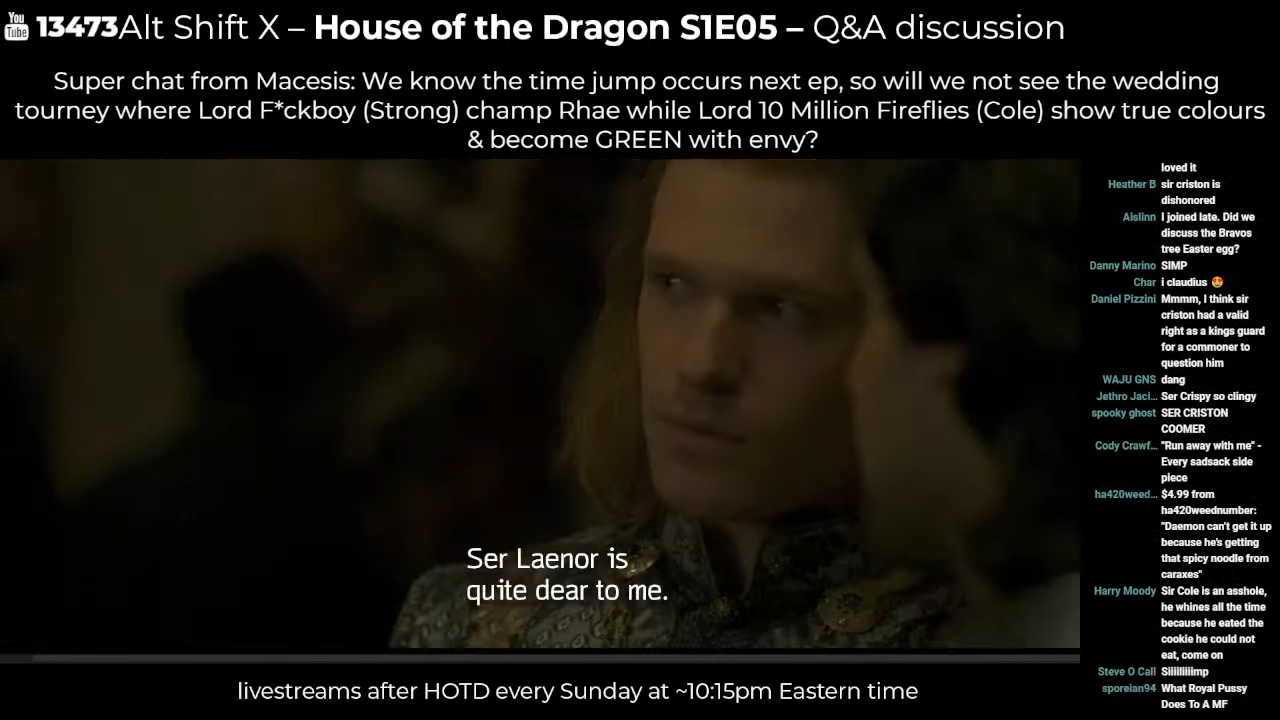 You Tube 13473 Alt Shift X – House of the Dragon S1E05 – Q&A discussion
Super chat from Macesis: We know the time jump occurs next ep, so will we not see the wedding
tourney where Lord F*ckboy (Strong) champ Rhae while Lord 10 Million Fireflies (Cole) show true colours
& become GREEN with envy?
loved it
Heather B sir criston is
dishonored
Aislinn I joined late. Did we
discuss the Bravos
tree Easter egg?
Danny Marino SIMP
Char i claudius 😍
Daniel Pizzini Mmmm, I think sir
criston had a valid
right as a kings guard
for a commoner to
question him
WAJU GNS dang
Jethro Jaci... Ser Crispy so clingy
spooky ghost SER CRISTON
COOMER
Cody Crawf... "Run away with me" -
Every sadsack side
piece
ha420weed... $4.99 from
ha420weednumber:
"Daemon can't get it up
because he's getting
that spicy noodle from
caraxes"
Harry Moody Sir Cole is an asshole,
he whines all the time
because he eated the
cookie he could not
eat, come on
Steve O Call Siiiiiiiiimp
sporeian94 What Royal Pussy
Does To A MF
Ser Laenor is
quite dear to me.
livestreams after HOTD every Sunday at ~10:15pm Eastern time